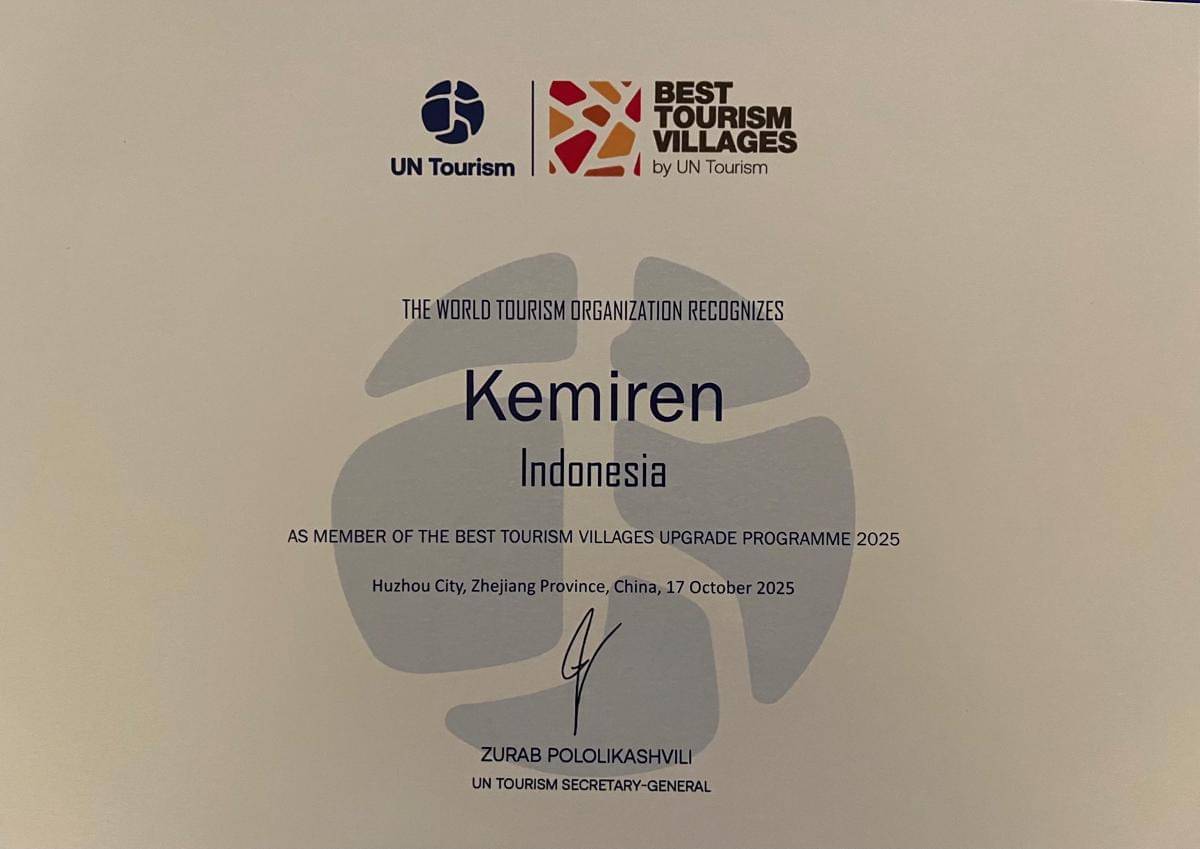 UN Tourism
BEST
TOURISM
VILLAGES
by UN Tourism
THE WORLD TOURISM ORGANIZATION RECOGNIZES
Kemiren
Indonesia
AS MEMBER OF THE BEST TOURISM VILLAGES UPGRADE PROGRAMME 2025
Huzhou City, Zhejiang Province, China, 17 October 2025
ZURAB POLOLIKASHVILI
UN TOURISM SECRETARY-GENERAL